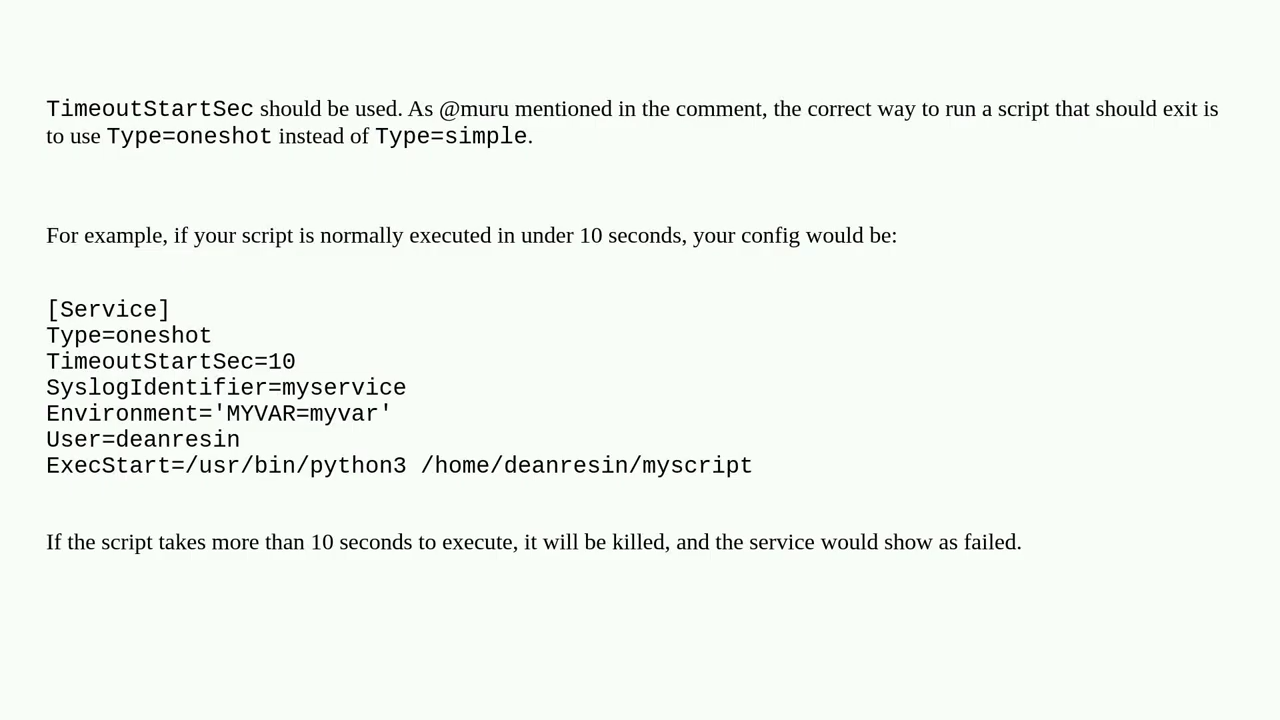 TimeoutStartSec should be used. As @muru mentioned in the comment, the correct way to run a script that should exit is
to use Type=oneshot instead of Type=simple.
For example, if your script is normally executed in under 10 seconds, your config would be:
[Service]
Type=oneshot
TimeoutStartSec=10
SyslogIdentifier=myservice
Environment='MYVAR=myvar'
User=deanresin
ExecStart=/usr/bin/python3 /home/deanresin/myscript
If the script takes more than 10 seconds to execute, it will be killed, and the service would show as failed.